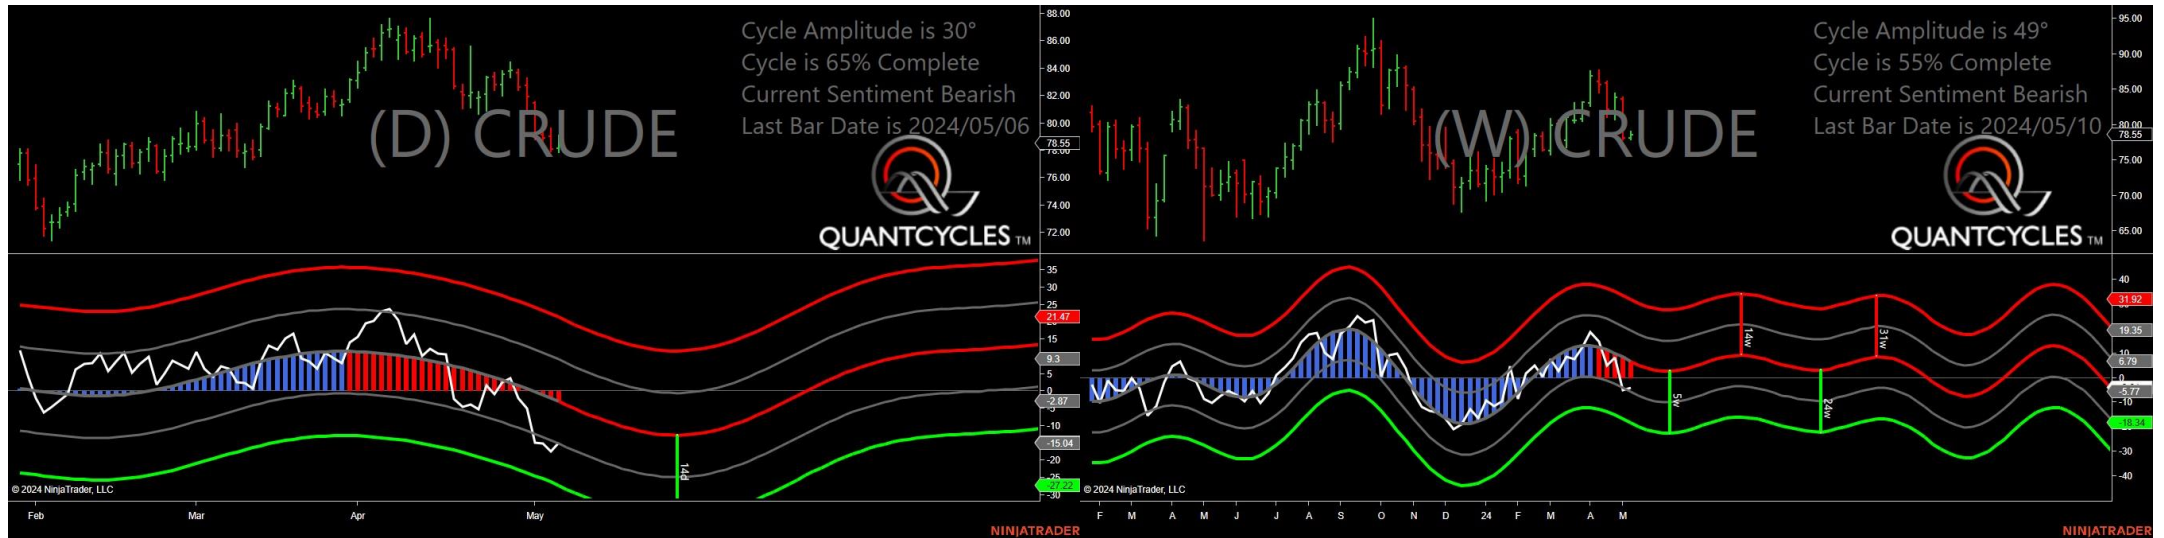 Cycle Amplitude is 30°
Cycle is 65% Complete
Current Sentiment Bearish
Last Bar Date is 2024/05/06
(D) CRUDE
QUANTCYCLES TM
88.00
86.00
84.00
82.00
80.00
78.55
78.00
76.00
74.00
72.00
35
30
25
21.47
15
9.3
5
0
-2.87
-5
-10
-15.04
-20
-27.22
-30
14d
© 2024 NinjaTrader, LLC
Feb Mar Apr May
NINJATRADER
Cycle Amplitude is 49°
Cycle is 55% Complete
Current Sentiment Bearish
Last Bar Date is 2024/05/10
(W) CRUDE
QUANTCYCLES TM
95.00
90.00
85.00
80.00
78.55
75.00
70.00
65.00
40
31.92
19.35
10
6.79
0
-5.77
-10
-18.34
-30
-40
5w
14w
24w
31w
© 2024 NinjaTrader, LLC
F M A M J J A S O N D 24 F M A M
NINJATRADER